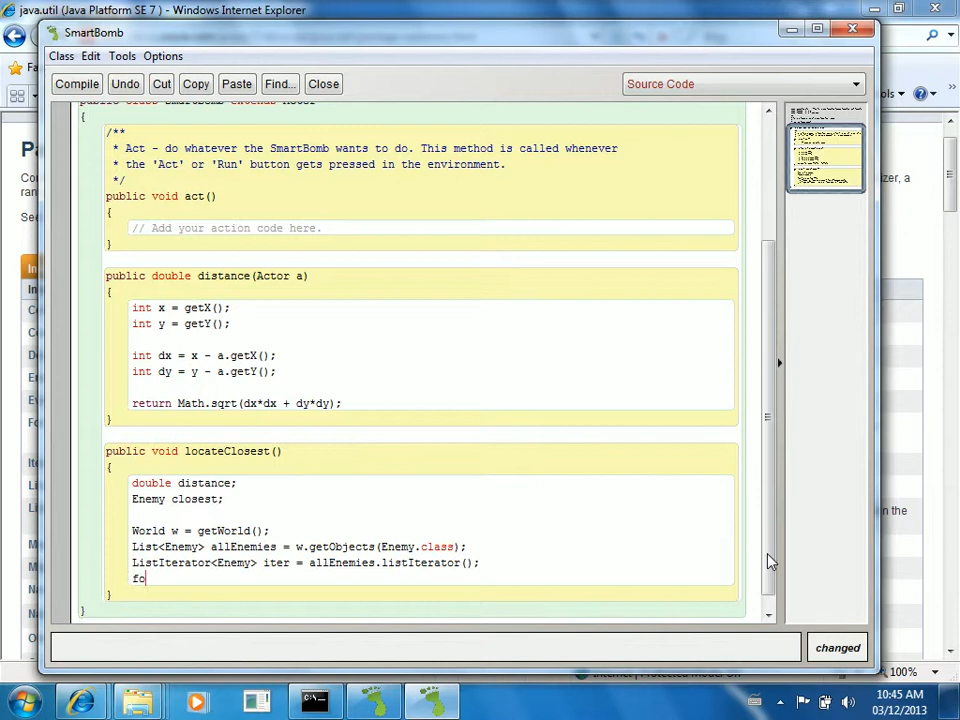 java.util (Java Platform SE 7 ) - Windows Internet Explorer
SmartBomb
Class Edit Tools Options
Compile Undo Cut Copy Paste Find... Close Source Code
{
/**
* Act - do whatever the SmartBomb wants to do. This method is called whenever
* the 'Act' or 'Run' button gets pressed in the environment.
*/
public void act()
{
// Add your action code here.
}
public double distance(Actor a)
{
int x = getX();
int y = getY();
int dx = x - a.getX();
int dy = y - a.getY();
return Math.sqrt(dx*dx + dy*dy);
}
public void locateClosest()
{
double distance;
Enemy closest;
World w = getWorld();
List<Enemy> allEnemies = w.getObjects(Enemy.class);
ListIterator<Enemy> iter = allEnemies.listIterator();
fo
}
}
changed
100%
10:45 AM
03/12/2013